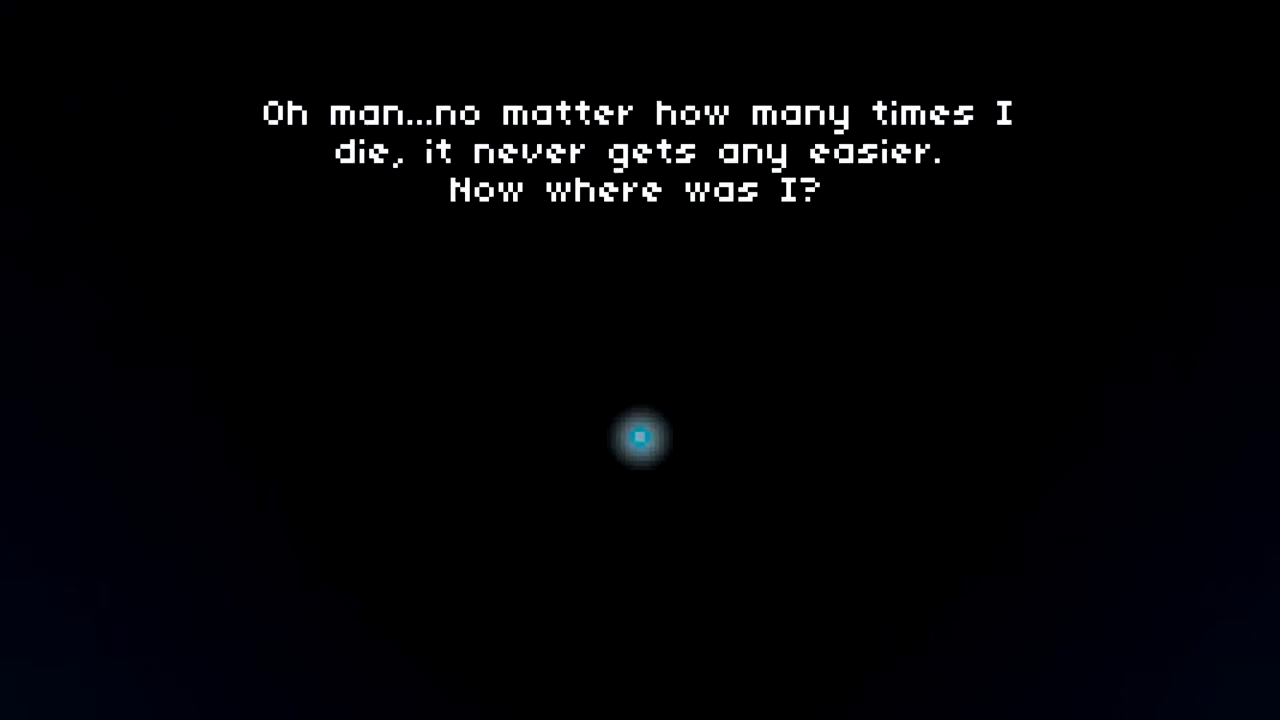 Oh man...no matter how many times I
die, it never gets any easier.
Now where was I?